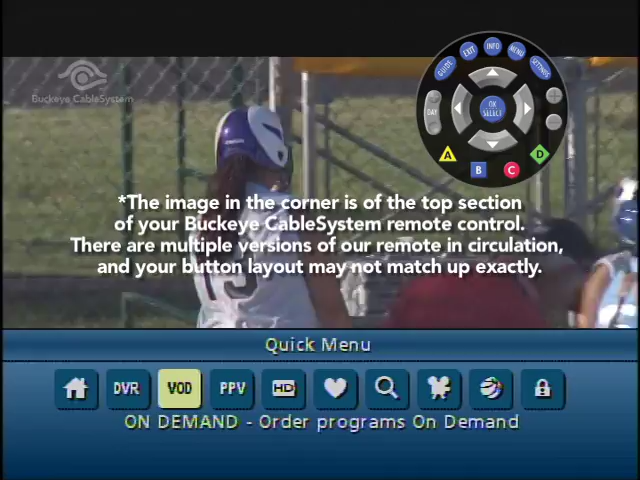 GUIDE
EXIT
INFO
MENU
SETTINGS
Buckeye CableSystem
DAY
OK
SELECT
A
B
C
D
*The image in the corner is of the top section
of your Buckeye CableSystem remote control.
There are multiple versions of our remote in circulation,
and your button layout may not match up exactly.
Quick Menu
DVR
VOD
PPV
HD
ON DEMAND - Order programs On Demand